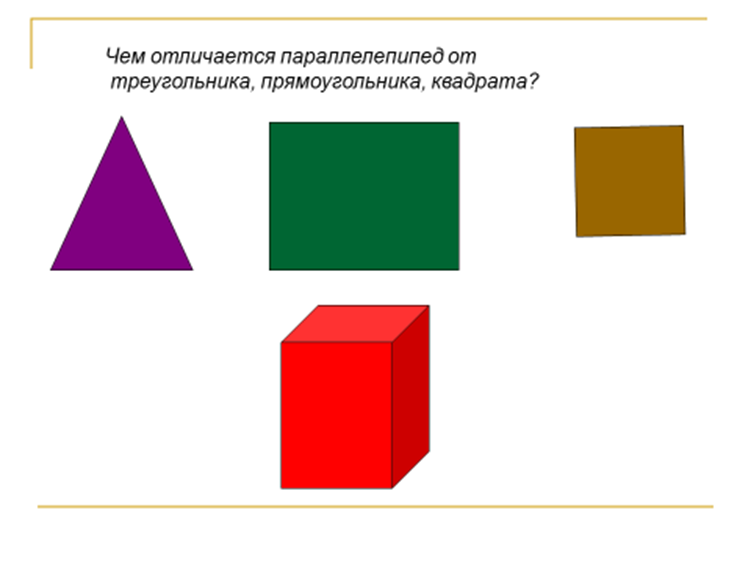 Чем отличается параллелепипед от
треугольника, прямоугольника, квадрата?